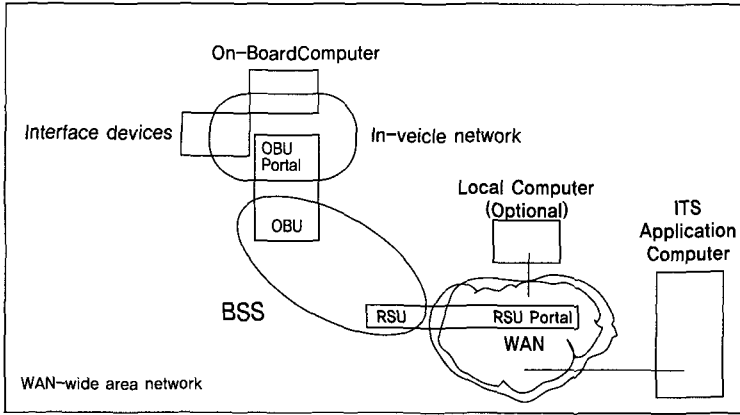 On-BoardComputer
Interface devices
OBU
Portal
In-veicle network
OBU
Local Computer
(Optional)
ITS
Application
Computer
BSS
RSU
RSU Portal
WAN
WAN-wide area network